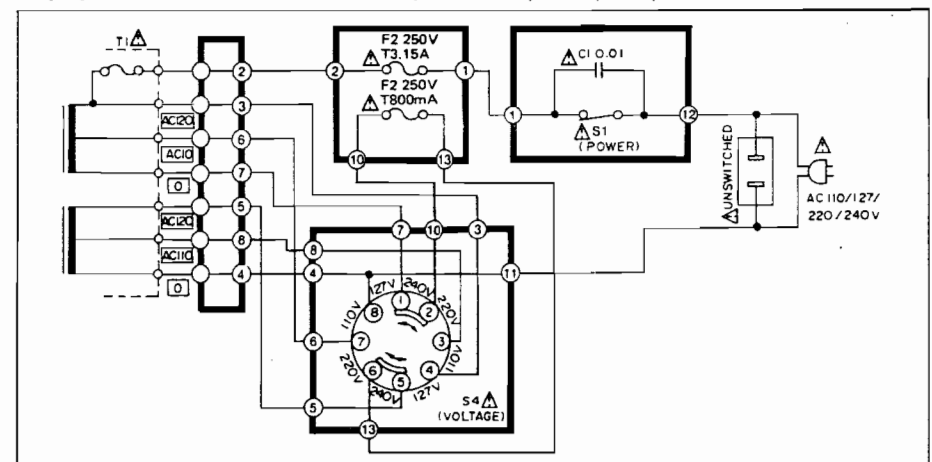 T1
F2 250V
T3.15A
F2 250V
T800mA
C1 0.01
S1
(POWER)
UNSWITCHED
AC 110/127/
220/240V
AC120
AC10
0
AC120
AC110
0
2
3
6
7
5
8
4
2
1
10
13
1
12
7
10
3
8
4
11
6
5
13
1
2
3
4
5
6
7
8
110V
127V
240V
220V
110V
127V
240V
220V
S4
(VOLTAGE)